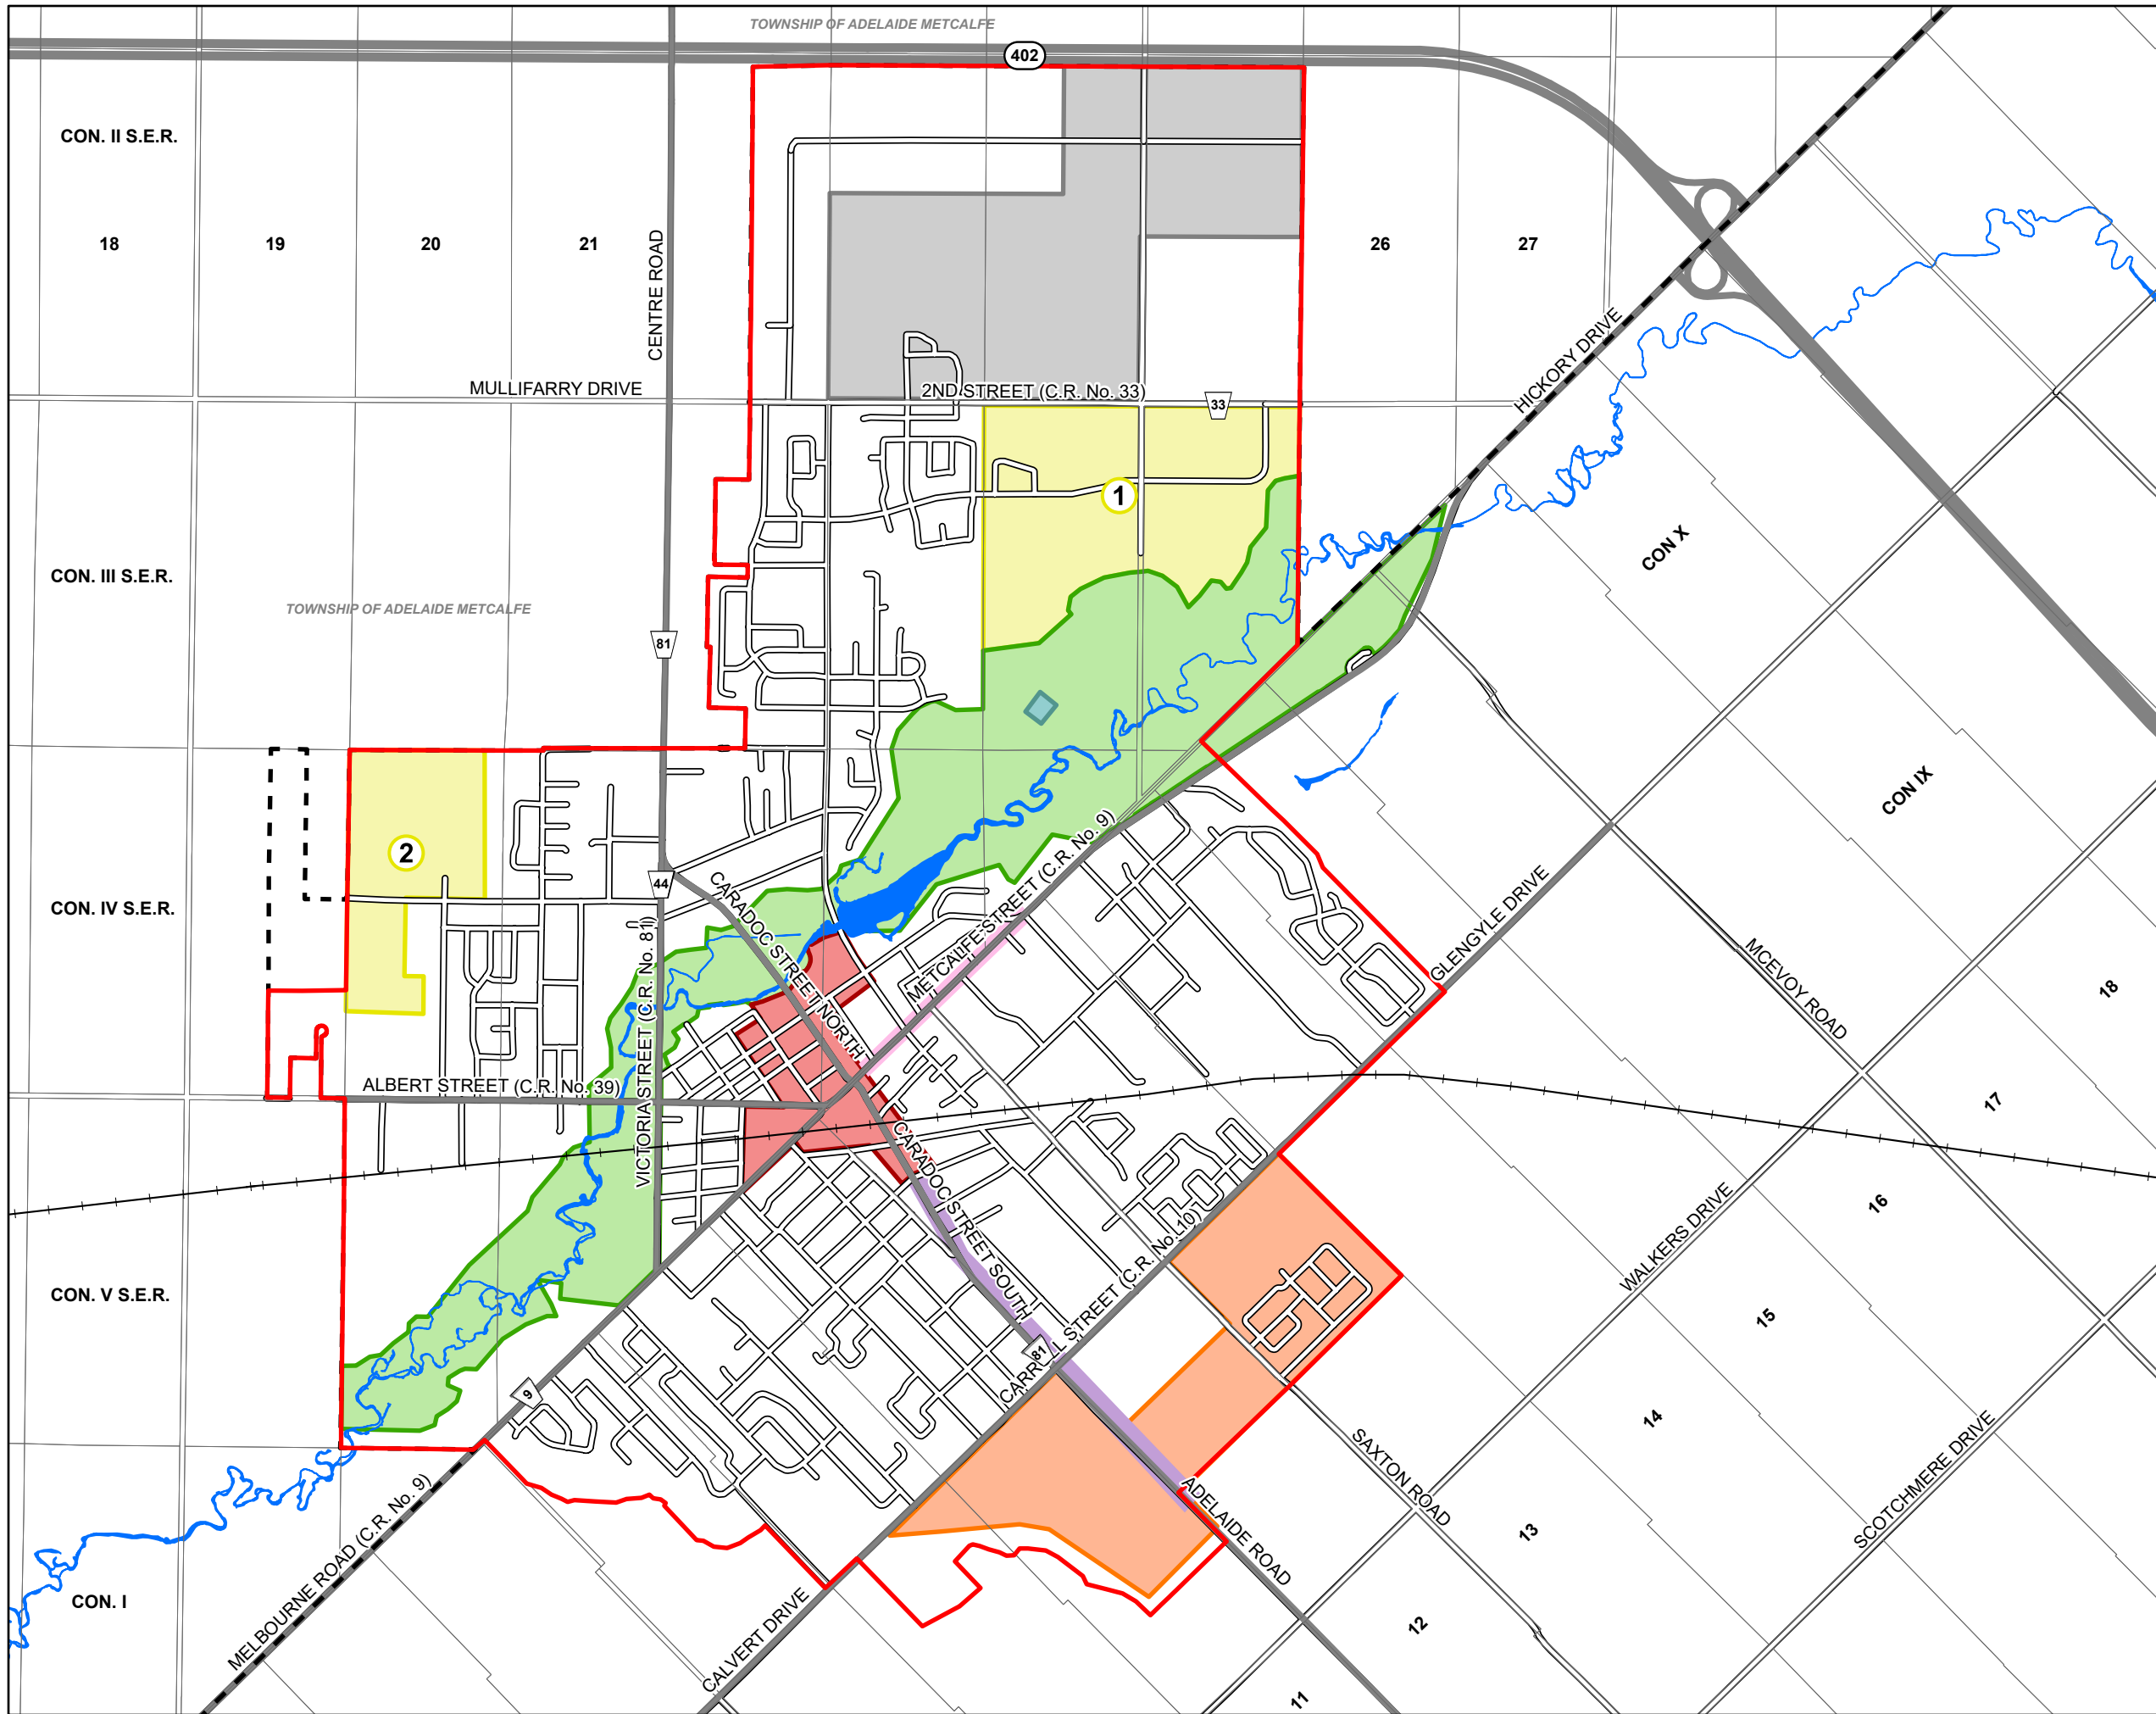 TOWNSHIP OF ADELAIDE METCALFE
402
CON. II S.E.R.
18
19
20
21
CENTRE ROAD
26
27
HICKORY DRIVE
MULLIFARRY DRIVE
2ND STREET (C.R. No. 33)
33
1
CON X
CON. III S.E.R.
TOWNSHIP OF ADELAIDE METCALFE
81
CON IX
2
44
CARADOC STREET NORTH
METCALFE STREET (C.R. No. 9)
GLENGYLE DRIVE
CON. IV S.E.R.
VICTORIA STREET (C.R. No. 81)
MCEVOY ROAD
18
ALBERT STREET (C.R. No. 39)
17
CARADOC STREET SOUTH
16
CON. V S.E.R.
WALKERS DRIVE
15
81
CARROLL STREET (C.R. No. 10)
9
14
SAXTON ROAD
SCOTCHMERE DRIVE
ADELAIDE ROAD
13
MELBOURNE ROAD (C.R. No. 9)
CON. I
CALVERT DRIVE
12
11